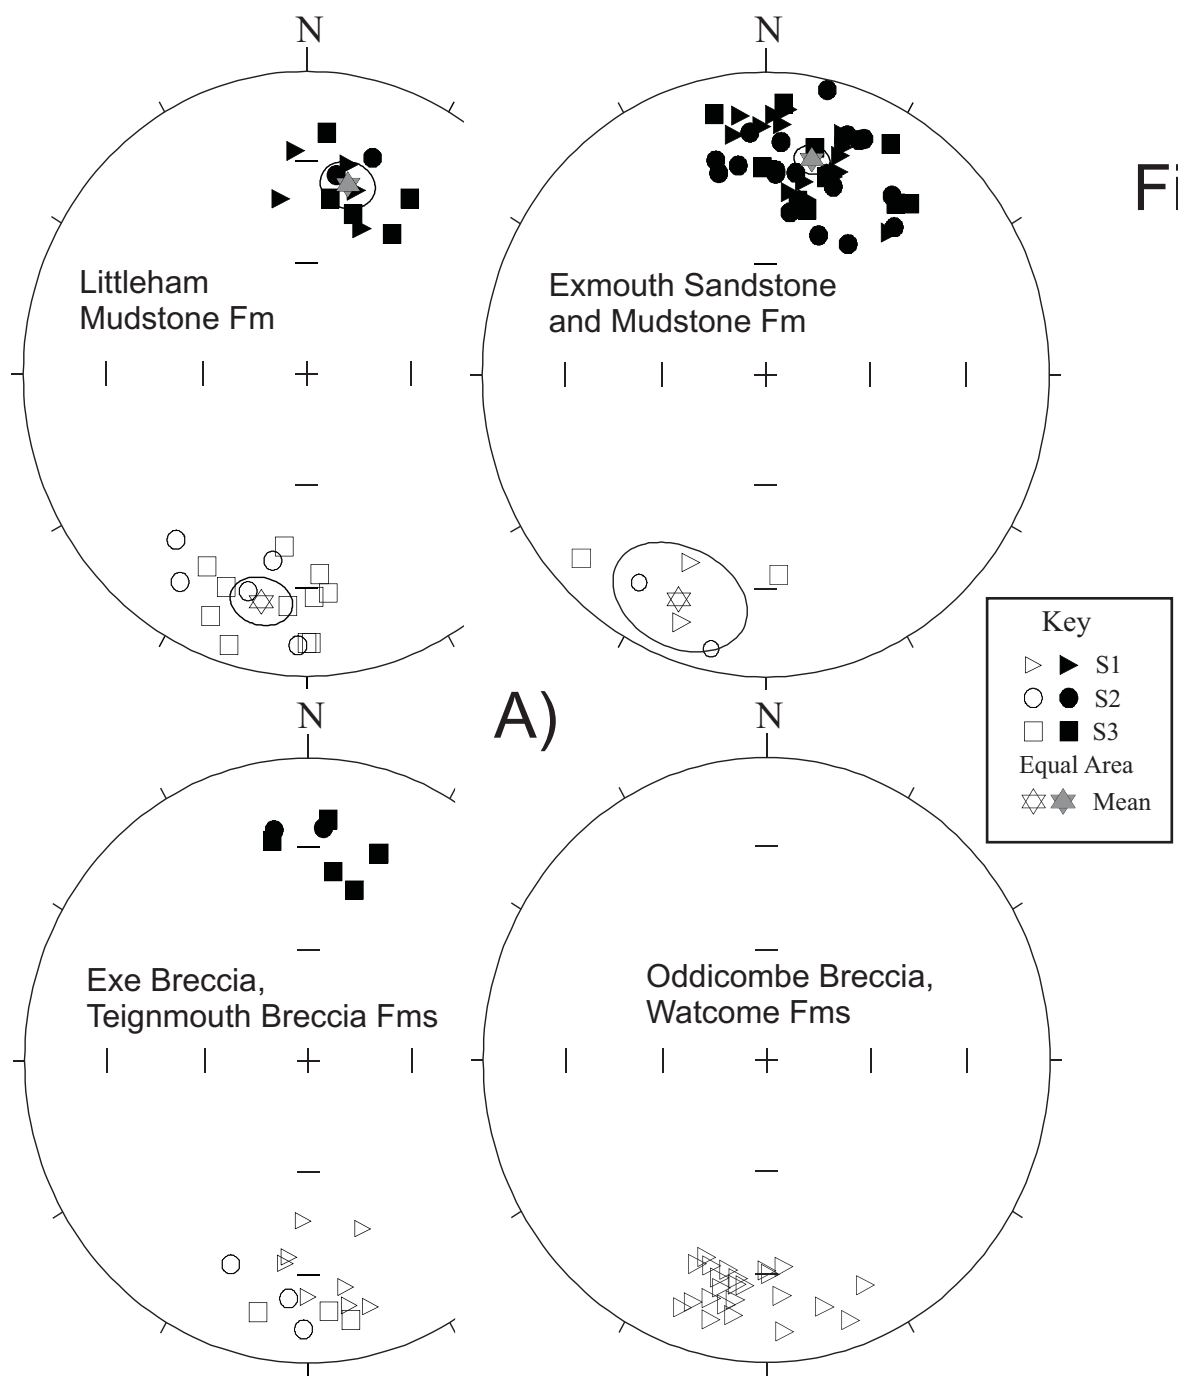 N
N
Fi
Littleham
Mudstone Fm
Exmouth Sandstone
and Mudstone Fm
Key
S1
S2
S3
Equal Area
Mean
A)
N
N
Exe Breccia,
Teignmouth Breccia Fms
Oddicombe Breccia,
Watcome Fms